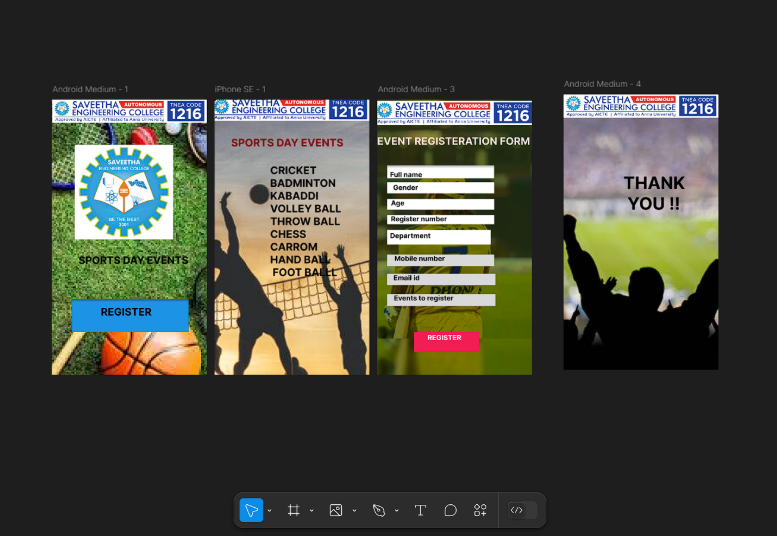 Android Medium - 1
SAVEETHA AUTONOMOUS
ENGINEERING COLLEGE
Approved by AICTE | Affiliated to Anna University
TNEA CODE
1216
SAVEETHA
ENGINEERING COLLEGE
BE THE BEST
2001
SPORTS DAY EVENTS
REGISTER
iPhone SE - 1
SAVEETHA AUTONOMOUS
ENGINEERING COLLEGE
Approved by AICTE | Affiliated to Anna University
TNEA CODE
1216
SPORTS DAY EVENTS
CRICKET
BADMINTON
KABADDI
VOLLEY BALL
THROW BALL
CHESS
CARROM
HAND BALL
FOOT BALLL
Android Medium - 3
SAVEETHA AUTONOMOUS
ENGINEERING COLLEGE
Approved by AICTE | Affiliated to Anna University
TNEA CODE
1216
EVENT REGISTERATION FORM
Full name
Gender
Age
Register number
Department
Mobile number
Email id
DHONI
Events to register
REGISTER
Android Medium - 4
SAVEETHA AUTONOMOUS
ENGINEERING COLLEGE
Approved by AICTE | Affiliated to Anna University
TNEA CODE
1216
THANK
YOU !!